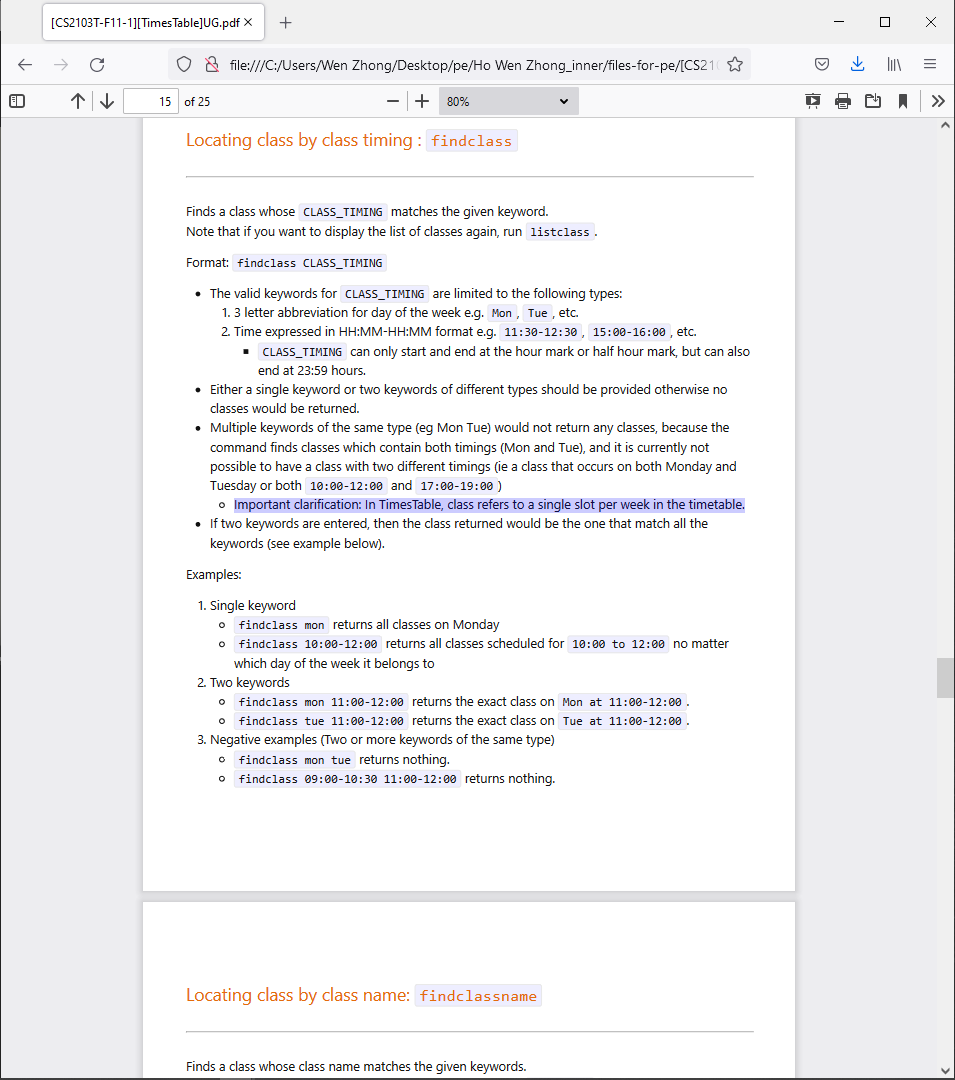 [CS2103T-F11-1][TimesTable]UG.pdf
file:///C:/Users/Wen Zhong/Desktop/pe/Ho Wen Zhong_inner/files-for-pe/[CS210
15 of 25
80%
Locating class by class timing : findclass
Finds a class whose CLASS_TIMING matches the given keyword.
Note that if you want to display the list of classes again, run listclass.
Format: findclass CLASS_TIMING
• The valid keywords for CLASS_TIMING are limited to the following types:
1. 3 letter abbreviation for day of the week e.g. Mon, Tue, etc.
2. Time expressed in HH:MM-HH:MM format e.g. 11:30-12:30, 15:00-16:00, etc.
▪ CLASS_TIMING can only start and end at the hour mark or half hour mark, but can also
end at 23:59 hours.
• Either a single keyword or two keywords of different types should be provided otherwise no
classes would be returned.
• Multiple keywords of the same type (eg Mon Tue) would not return any classes, because the
command finds classes which contain both timings (Mon and Tue), and it is currently not
possible to have a class with two different timings (ie a class that occurs on both Monday and
Tuesday or both 10:00-12:00 and 17:00-19:00)
◦ Important clarification: In TimesTable, class refers to a single slot per week in the timetable.
• If two keywords are entered, then the class returned would be the one that match all the
keywords (see example below).
Examples:
1. Single keyword
◦ findclass mon returns all classes on Monday
◦ findclass 10:00-12:00 returns all classes scheduled for 10:00 to 12:00 no matter
which day of the week it belongs to
2. Two keywords
◦ findclass mon 11:00-12:00 returns the exact class on Mon at 11:00-12:00.
◦ findclass tue 11:00-12:00 returns the exact class on Tue at 11:00-12:00.
3. Negative examples (Two or more keywords of the same type)
◦ findclass mon tue returns nothing.
◦ findclass 09:00-10:30 11:00-12:00 returns nothing.
Locating class by class name: findclassname
Finds a class whose class name matches the given keywords.